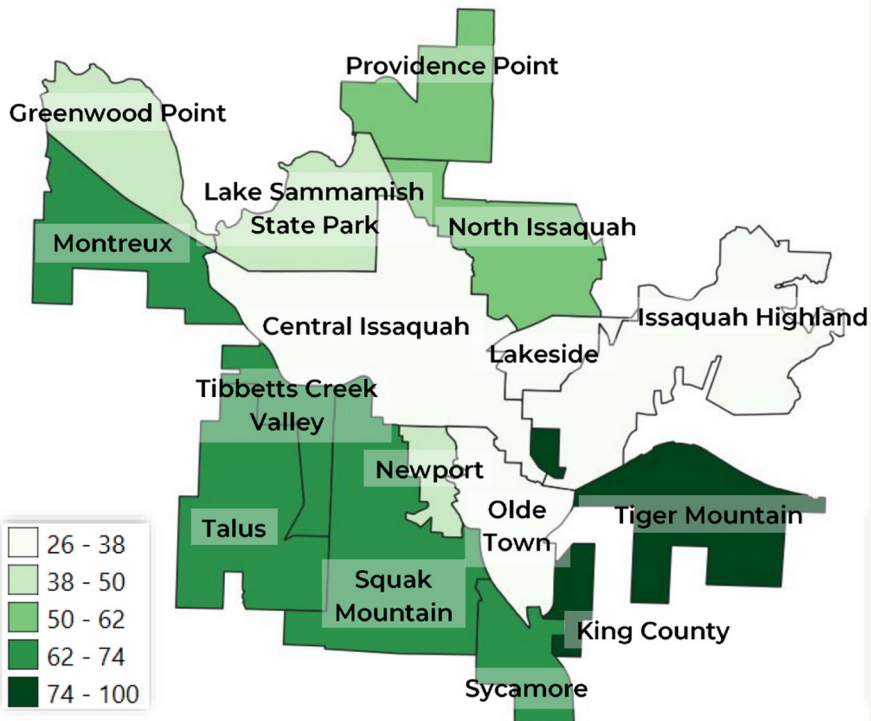 Providence Point
Greenwood Point
Lake Sammamish
State Park
North Issaquah
Montreux
Issaquah Highland
Central Issaquah
Lakeside
Tibbetts Creek
Valley
Newport
Olde
Town
Tiger Mountain
Talus
Squak
Mountain
King County
Sycamore
26 - 38
38 - 50
50 - 62
62 - 74
74 - 100